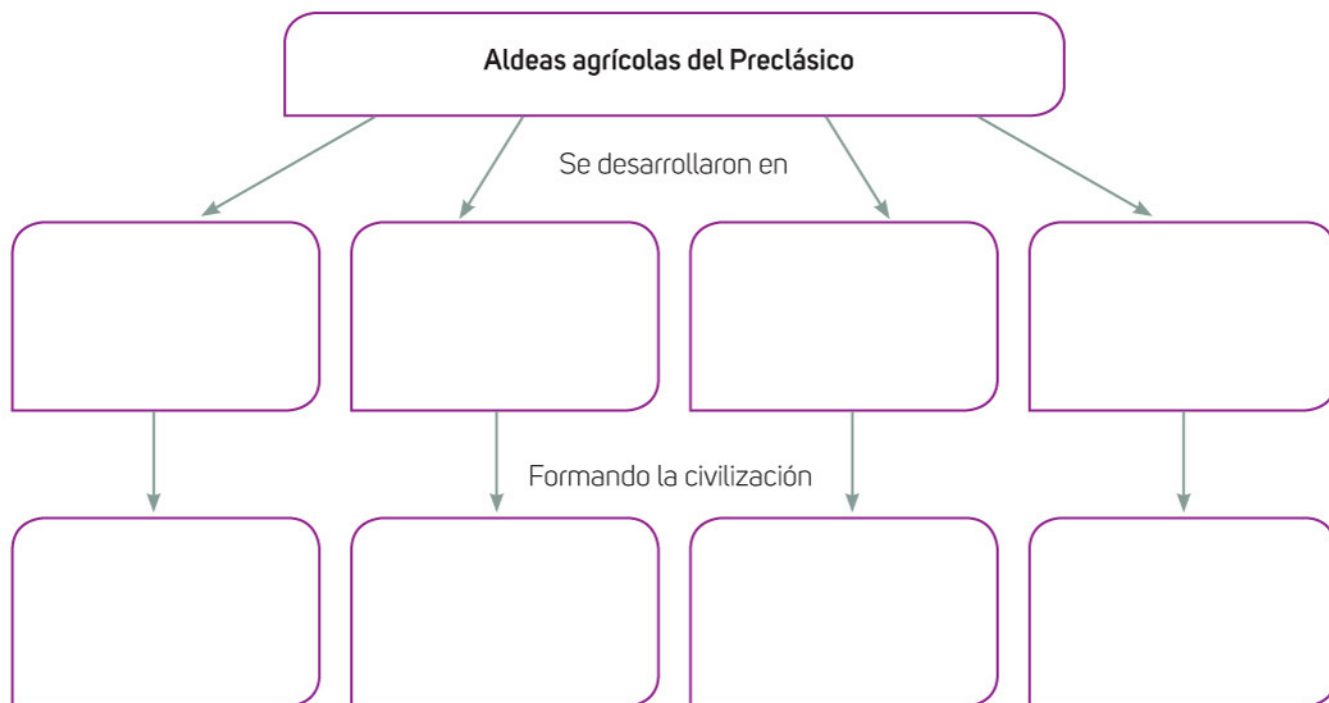 Aldeas agrícolas del Preclásico
Se desarrollaron en
Formando la civilización